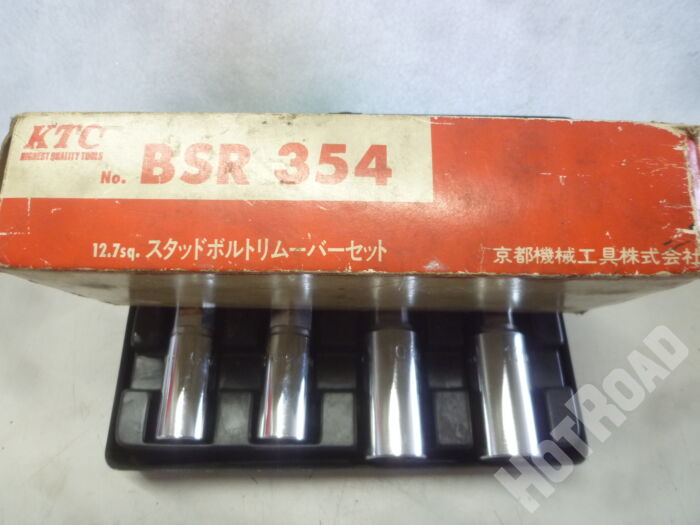 KTC
HIGHEST QUALITY TOOLS
No. BSR 354
12.7sq. スタッドボルトリムーバーセット
京都機械工具株式会社
HOTROAD